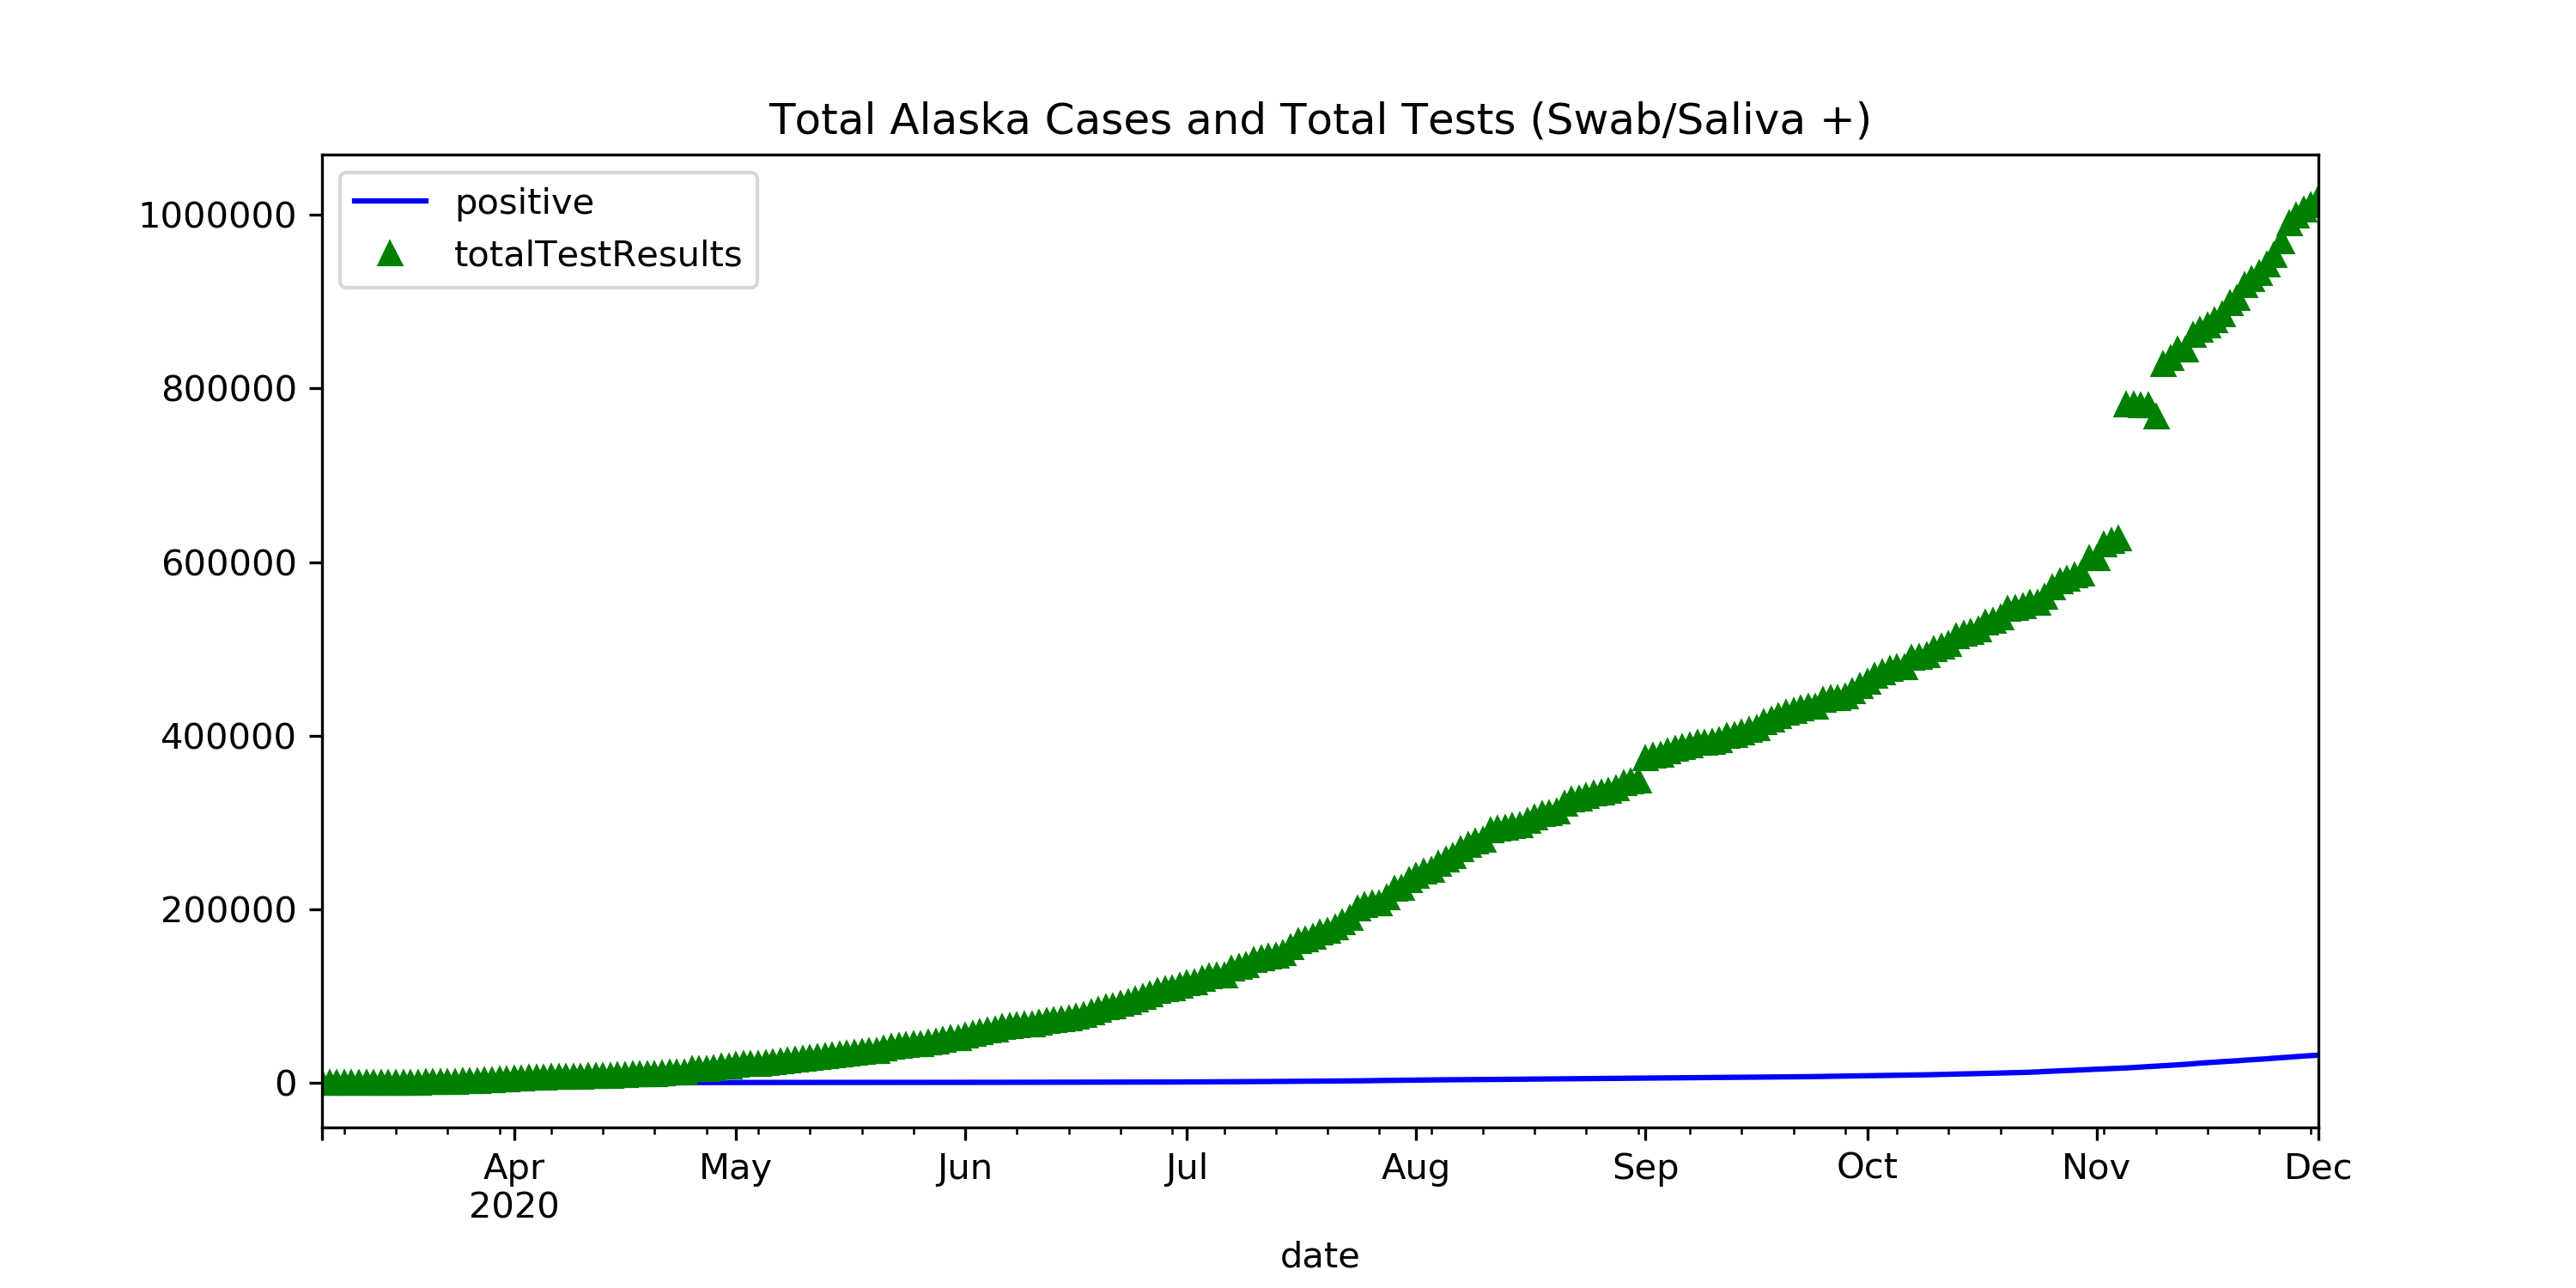 Total Alaska Cases and Total Tests (Swab/Saliva +)
positive
totalTestResults
1000000
800000
600000
400000
200000
0
Apr May Jun Jul Aug Sep Oct Nov Dec
2020
date